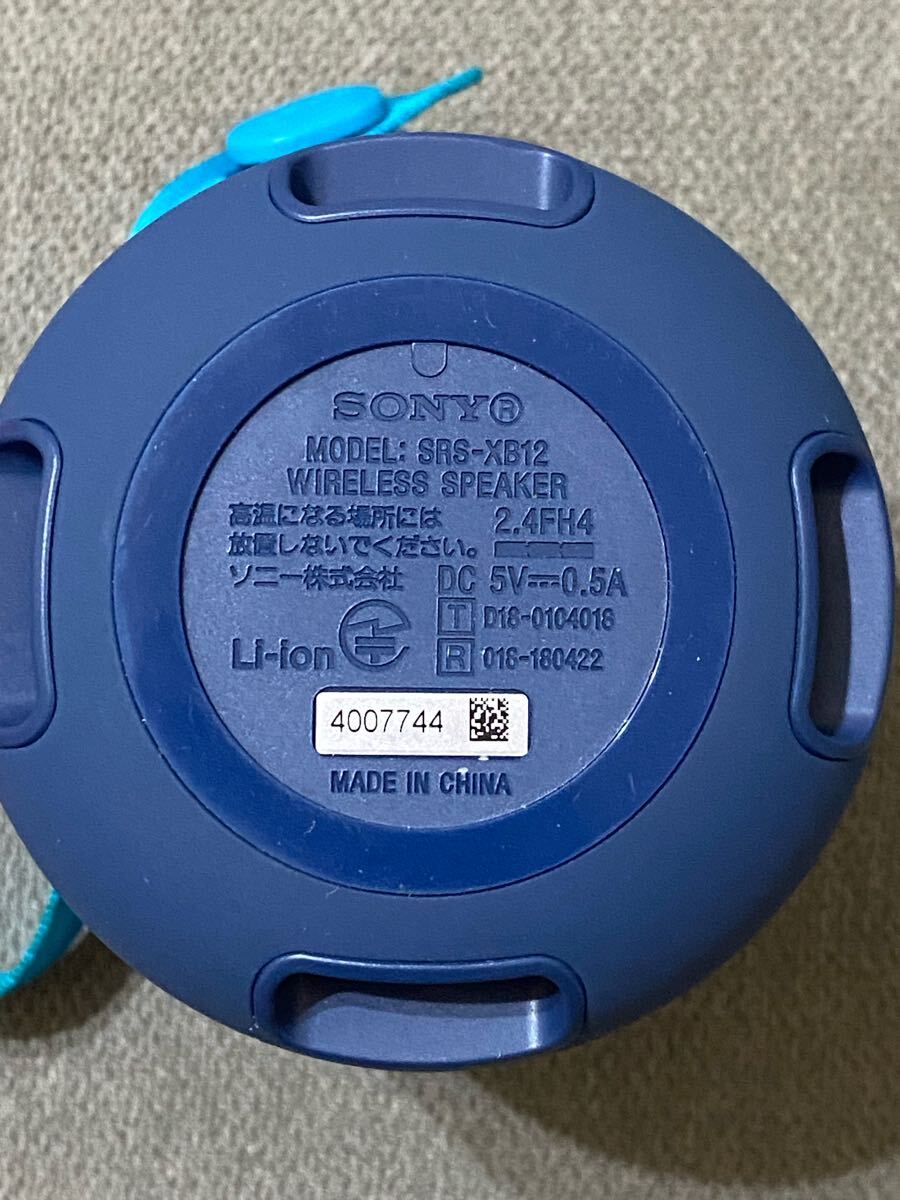 SONY®
MODEL: SRS-XB12
WIRELESS SPEAKER
高温になる場所には 2.4FH4
放置しないでください。
ソニー株式会社 DC 5V⎓0.5A
T D18-0104018
Li-ion R 018-180422
4007744
MADE IN CHINA